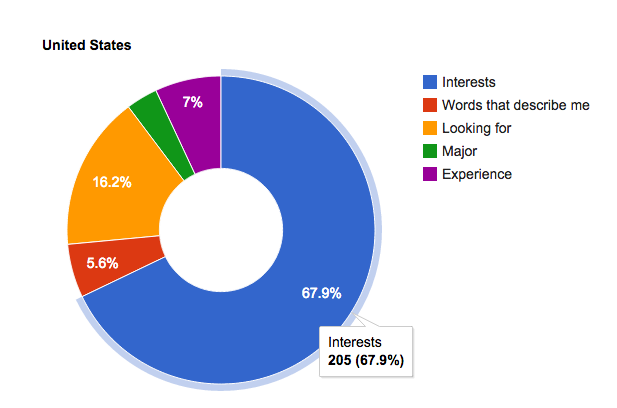 United States
Interests
Words that describe me
Looking for
Major
Experience
7%
16.2%
5.6%
67.9%
Interests
205 (67.9%)